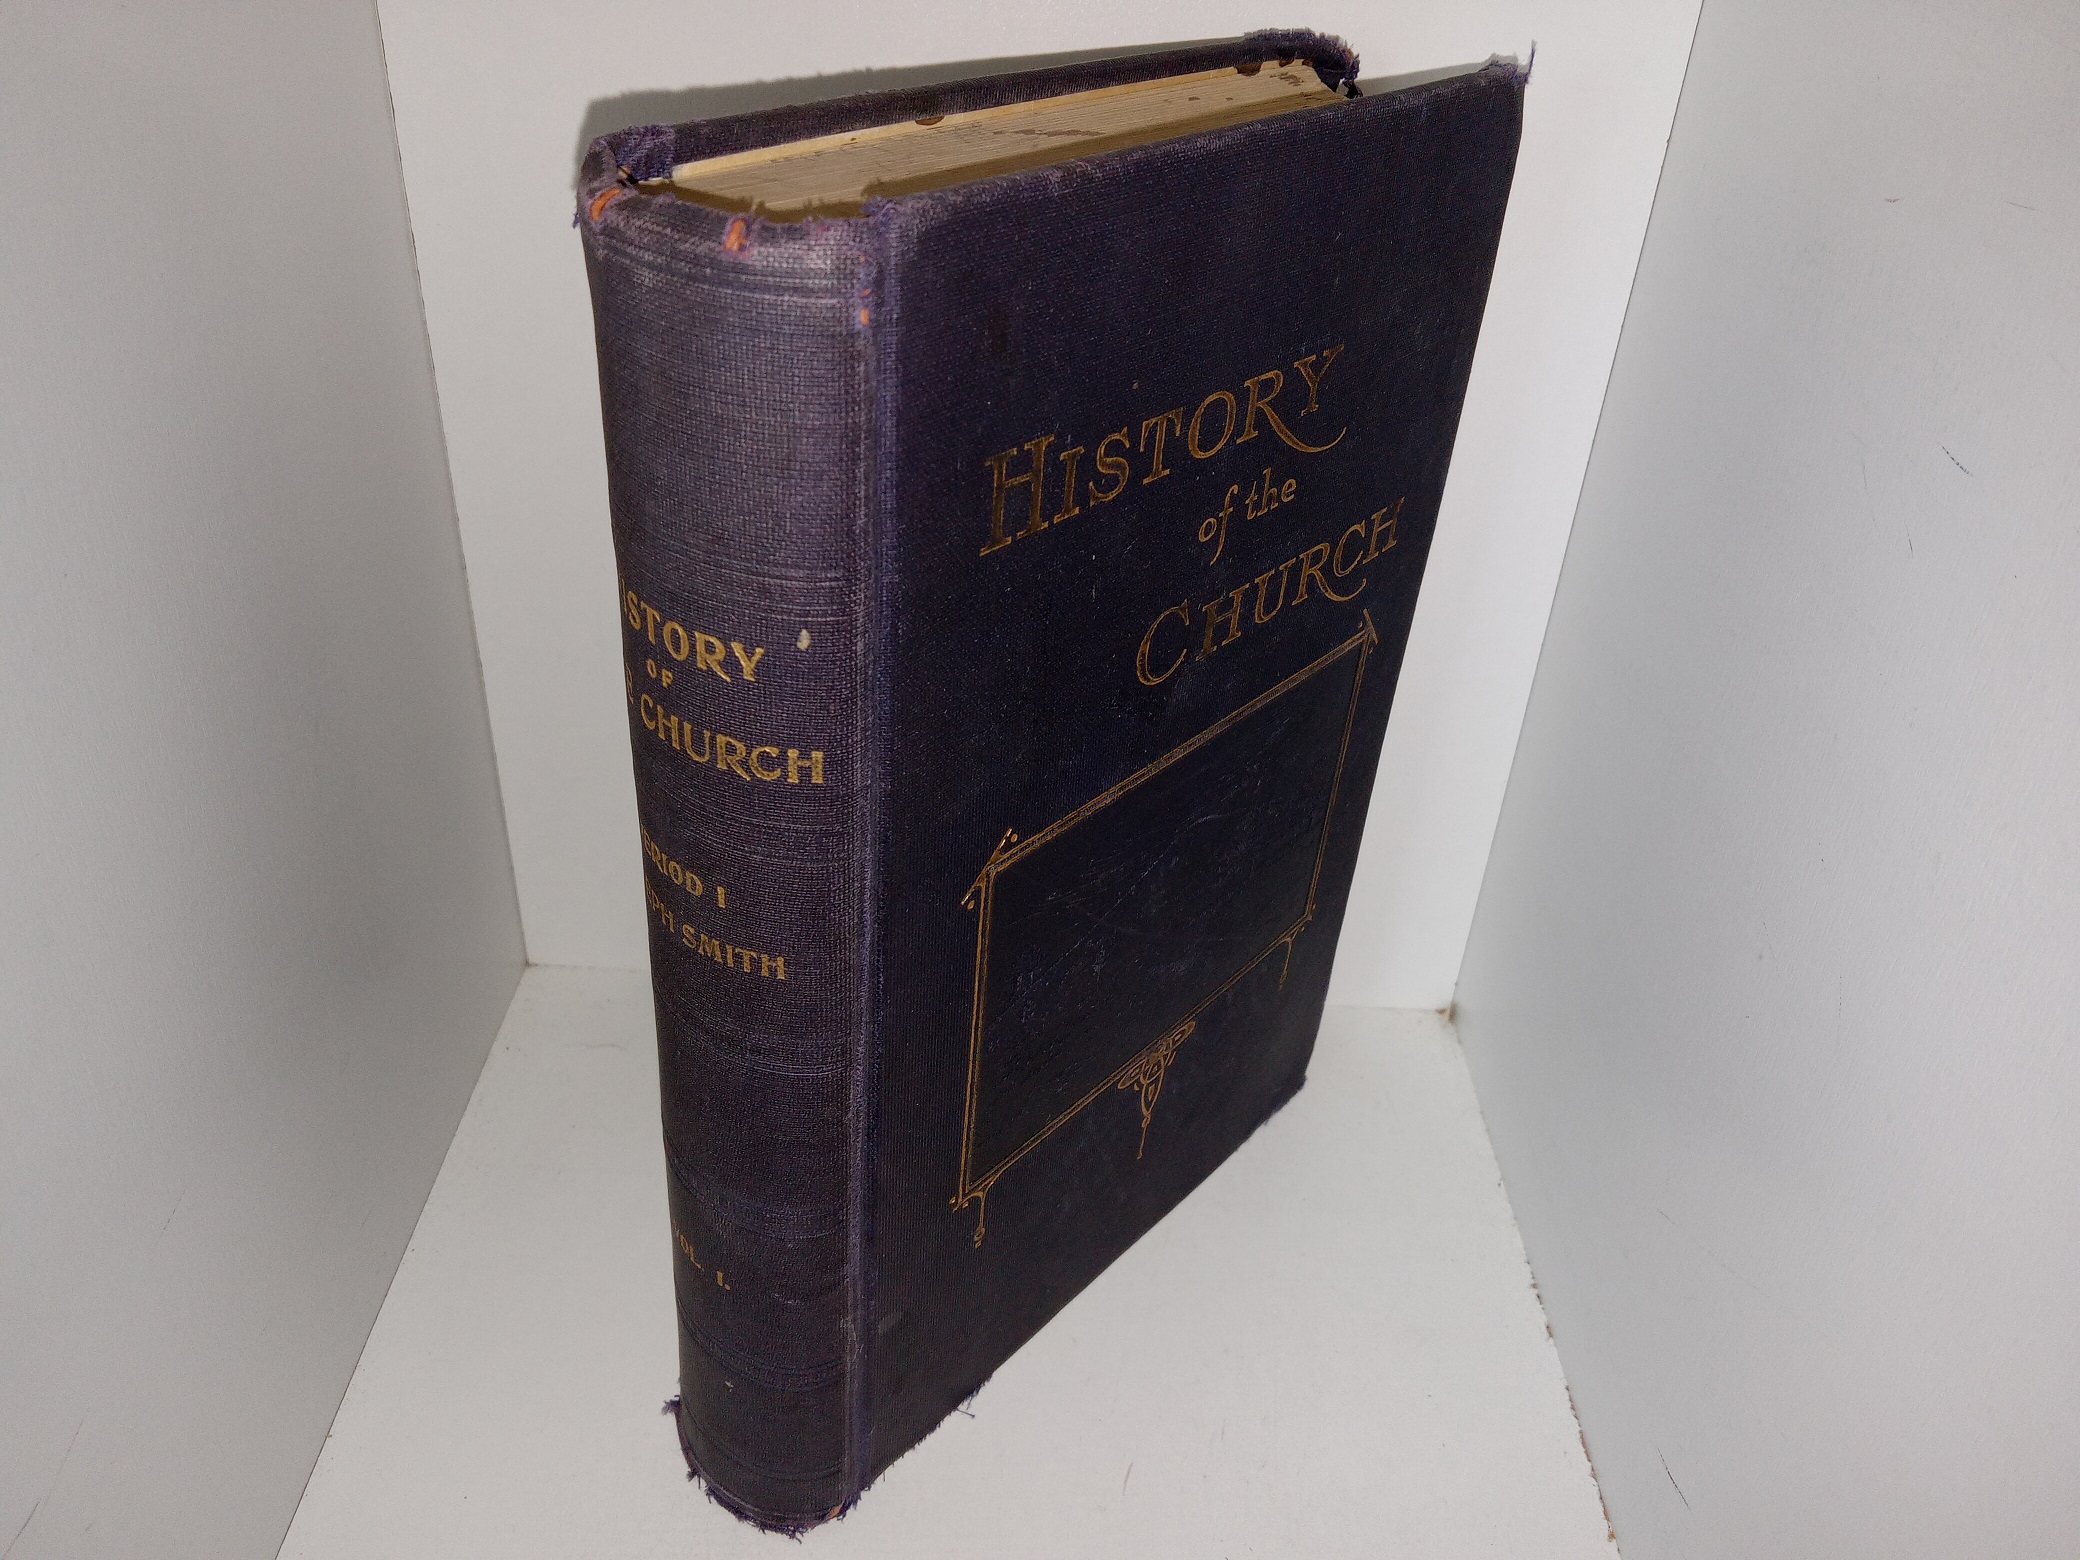 HISTORY
of the
CHURCH
ISTORY
OF
E CHURCH
ERIOD I
PH SMITH
VOL. I.